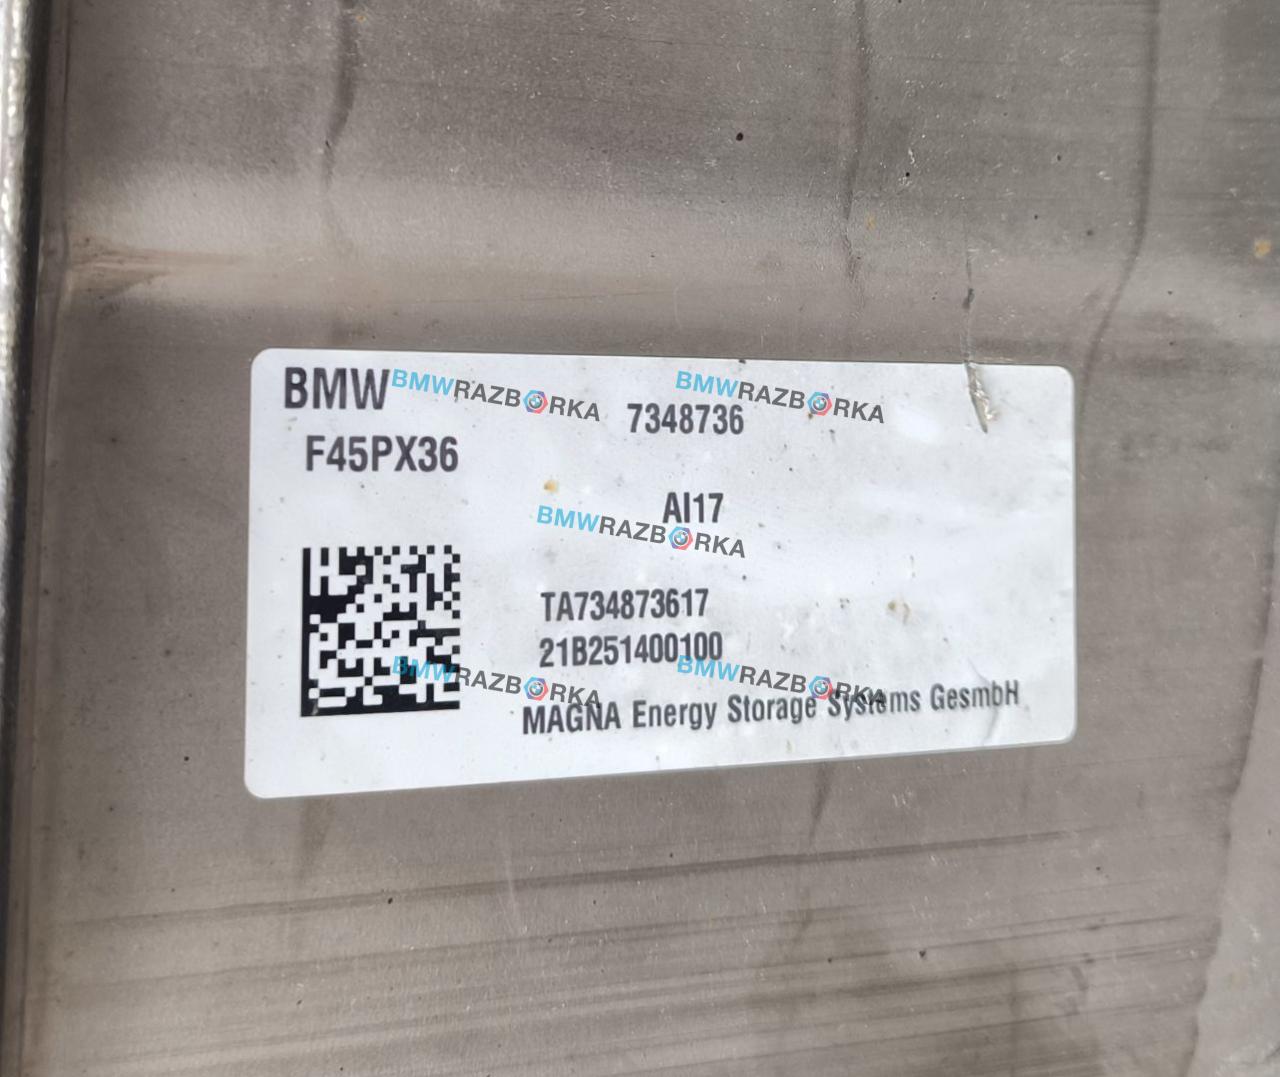 BMW
7348736
F45PX36
AI17
TA734873617
21B251400100
MAGNA Energy Storage Systems GesmbH
BMWRAZBORKA
BMWRAZBORKA
BMWRAZBORKA
BMWRAZBORKA
BMWRAZBORKA